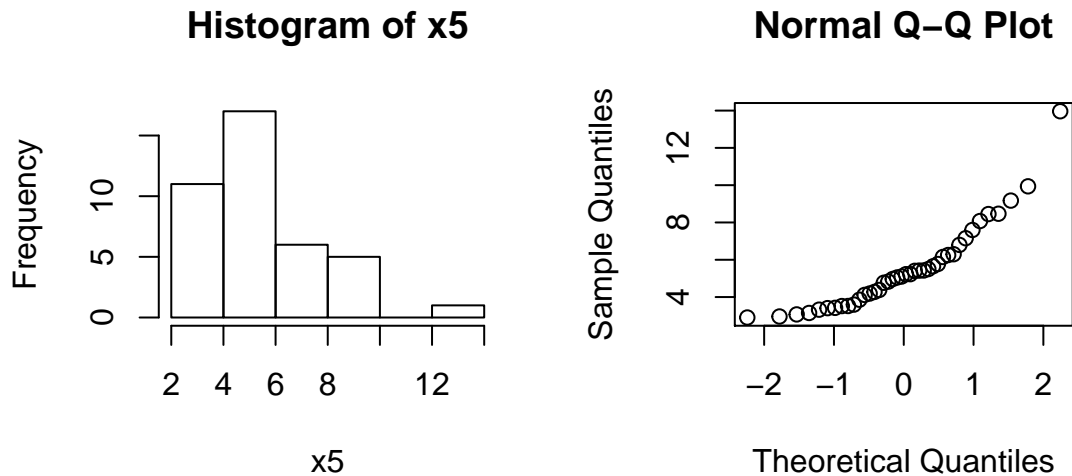 Histogram of x5
Frequency
0 5 10
2 4 6 8 12
x5
Normal Q−Q Plot
Sample Quantiles
4 8 12
−2 −1 0 1 2
Theoretical Quantiles